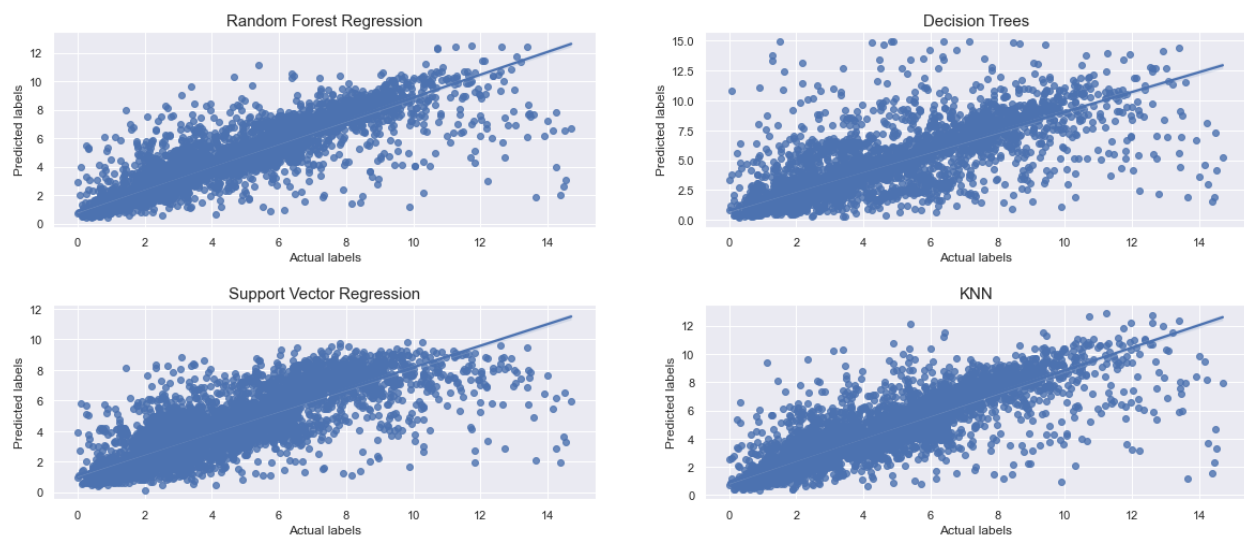 Random Forest Regression
12
10
8
6
4
2
0
Predicted labels
0 2 4 6 8 10 12 14
Actual labels
Decision Trees
15.0
12.5
10.0
7.5
5.0
2.5
0.0
Predicted labels
0 2 4 6 8 10 12 14
Actual labels
Support Vector Regression
12
10
8
6
4
2
0
Predicted labels
0 2 4 6 8 10 12 14
Actual labels
KNN
12
10
8
6
4
2
0
Predicted labels
0 2 4 6 8 10 12 14
Actual labels